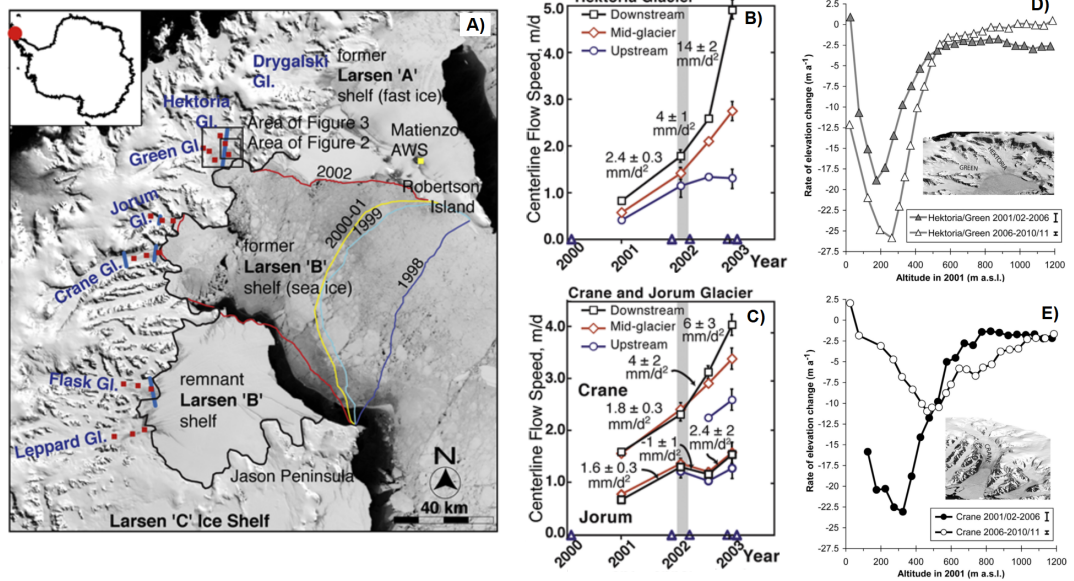 A)
Drygalski
Gl.
former
Larsen 'A'
shelf (fast ice)
Hektoria
Gl.
Area of Figure 3
Area of Figure 2
Green Gl.
Matienzo
AWS
2002
Robertson
Island
Jorum
Gl.
2000-01
1999
1998
former
Larsen 'B'
shelf (sea ice)
Crane Gl.
Flask Gl.
remnant
Larsen 'B'
shelf
Leppard Gl.
Jason Peninsula
N
40 km
Larsen 'C' Ice Shelf
Hektoria Glacier
B)
Downstream
Mid-glacier
Upstream
14 ± 2
mm/d²
4 ± 1
mm/d²
2.4 ± 0.3
mm/d²
Centerline Flow Speed, m/d
5.0
4.0
3.0
2.0
1.0
0.0
2000
2001
2002
2003
Year
Crane and Jorum Glacier
C)
Downstream
Mid-glacier
Upstream
6 ± 3
mm/d²
4 ± 2
mm/d²
Crane
1.8 ± 0.3
mm/d²
-1 ± 1
mm/d²
2.4 ± 2
mm/d²
1.6 ± 0.3
mm/d²
Jorum
Centerline Flow Speed, m/d
4.0
3.0
2.0
1.0
0.0
2000
2001
2002
2003
Year
D)
Rate of elevation change (m a⁻¹)
2.5
0
-2.5
-5
-7.5
-10
-12.5
-15
-17.5
-20
-22.5
-25
-27.5
GREEN
HEKTORIA
Hektoria/Green 2001/02-2006
Hektoria/Green 2006-2010/11
0
200
400
600
800
1000
1200
Altitude in 2001 (m a.s.l.)
E)
Rate of elevation change (m a⁻¹)
2.5
0
-2.5
-5
-7.5
-10
-12.5
-15
-17.5
-20
-22.5
-25
-27.5
Crane 2001/02-2006
Crane 2006-2010/11
0
200
400
600
800
1000
1200
Altitude in 2001 (m a.s.l.)